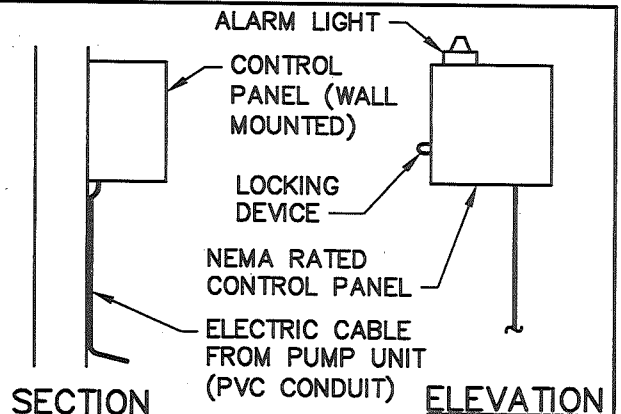 ALARM LIGHT
CONTROL
PANEL (WALL
MOUNTED)
LOCKING
DEVICE
NEMA RATED
CONTROL PANEL
ELECTRIC CABLE
FROM PUMP UNIT
(PVC CONDUIT)
SECTION
ELEVATION